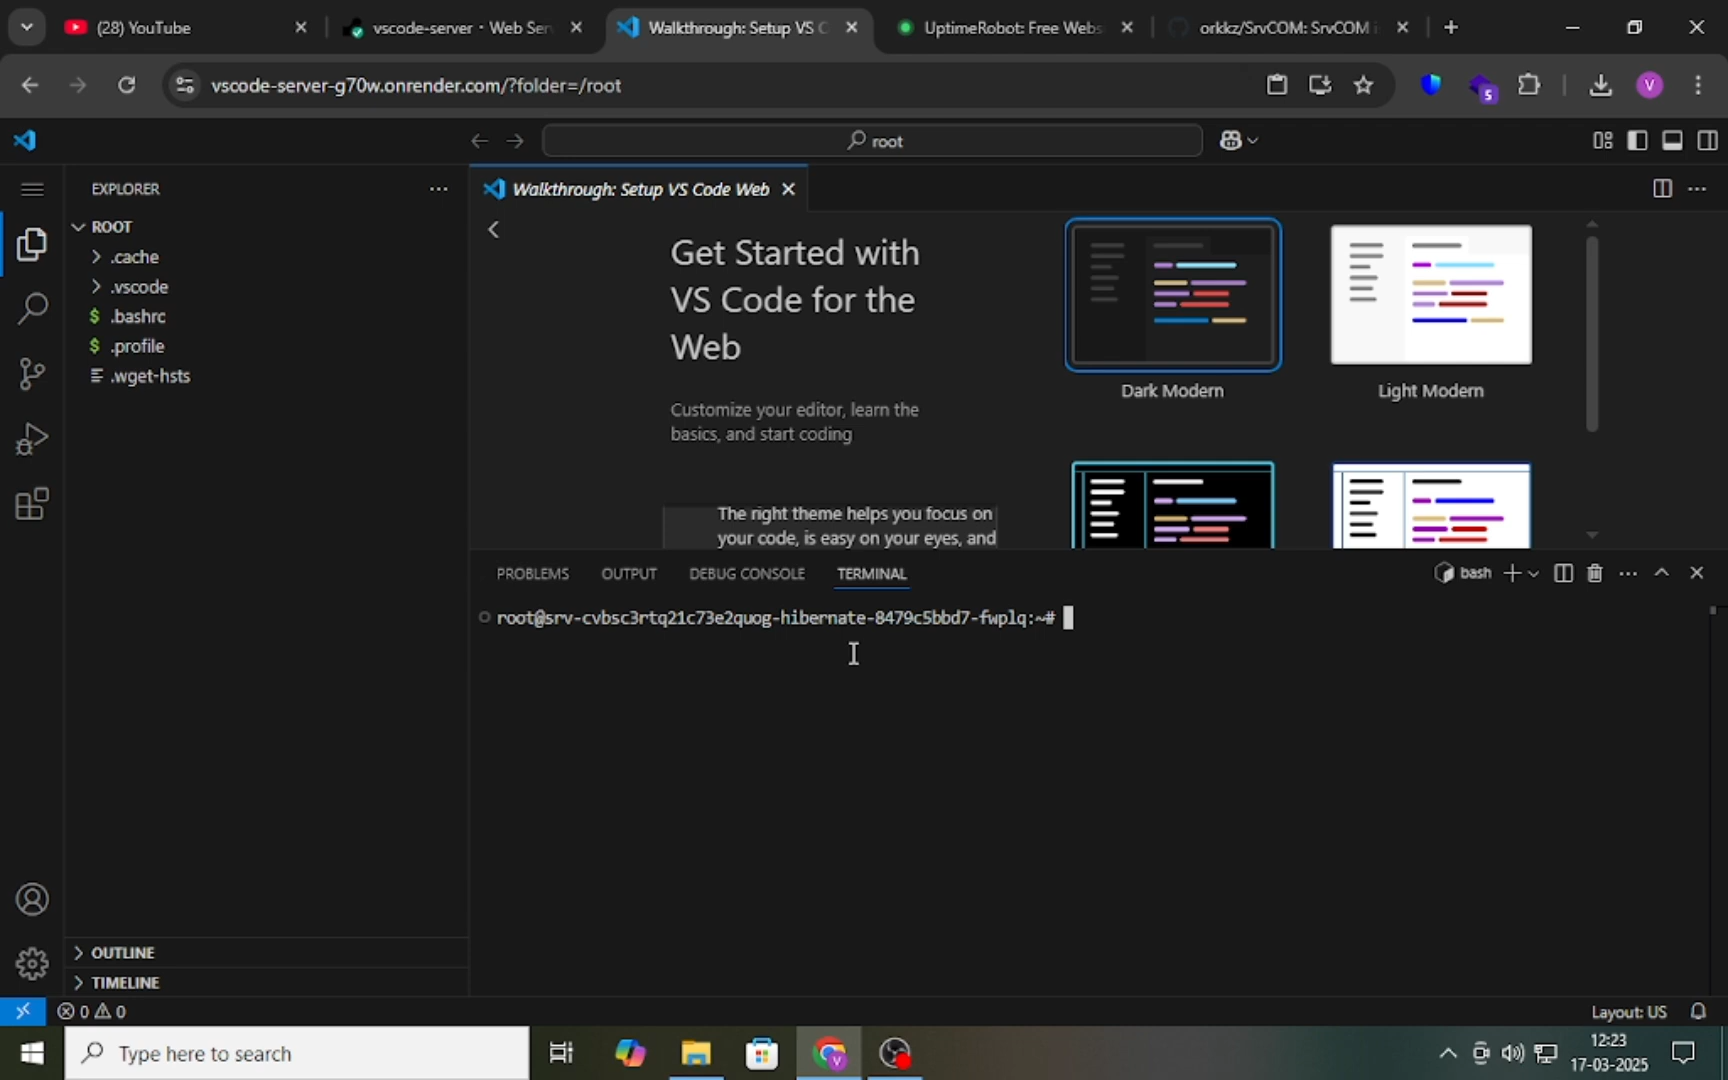 (28) YouTube
vscode-server · Web Ser
Walkthrough: Setup VS C
UptimeRobot: Free Webs
orkkz/SrvCOM: SrvCOM i
vscode-server-g70w.onrender.com/?folder=/root
5
V
root
EXPLORER
Walkthrough: Setup VS Code Web
ROOT
.cache
.vscode
$ .bashrc
$ .profile
.wget-hsts
Get Started with
VS Code for the
Web
Customize your editor, learn the
basics, and start coding
The right theme helps you focus on
your code, is easy on your eyes, and
Dark Modern
Light Modern
PROBLEMS
OUTPUT
DEBUG CONSOLE
TERMINAL
bash
root@srv-cvbsc3rtq21c73e2quog-hibernate-8479c5bbd7-fwplq:~#
OUTLINE
TIMELINE
0
0
Layout: US
Type here to search
V
12:23
17-03-2025